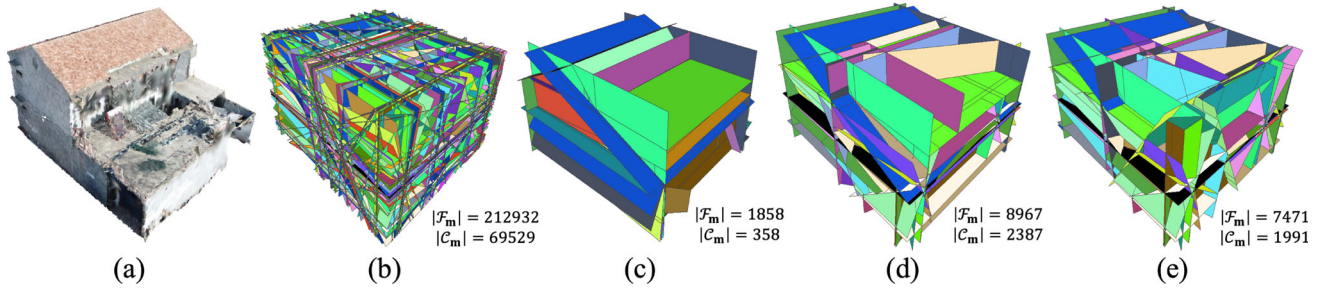 |ℱ𝐦| = 212932
|𝒞𝐦| = 69529
|ℱ𝐦| = 1858
|𝒞𝐦| = 358
|ℱ𝐦| = 8967
|𝒞𝐦| = 2387
|ℱ𝐦| = 7471
|𝒞𝐦| = 1991
(a) (b) (c) (d) (e)